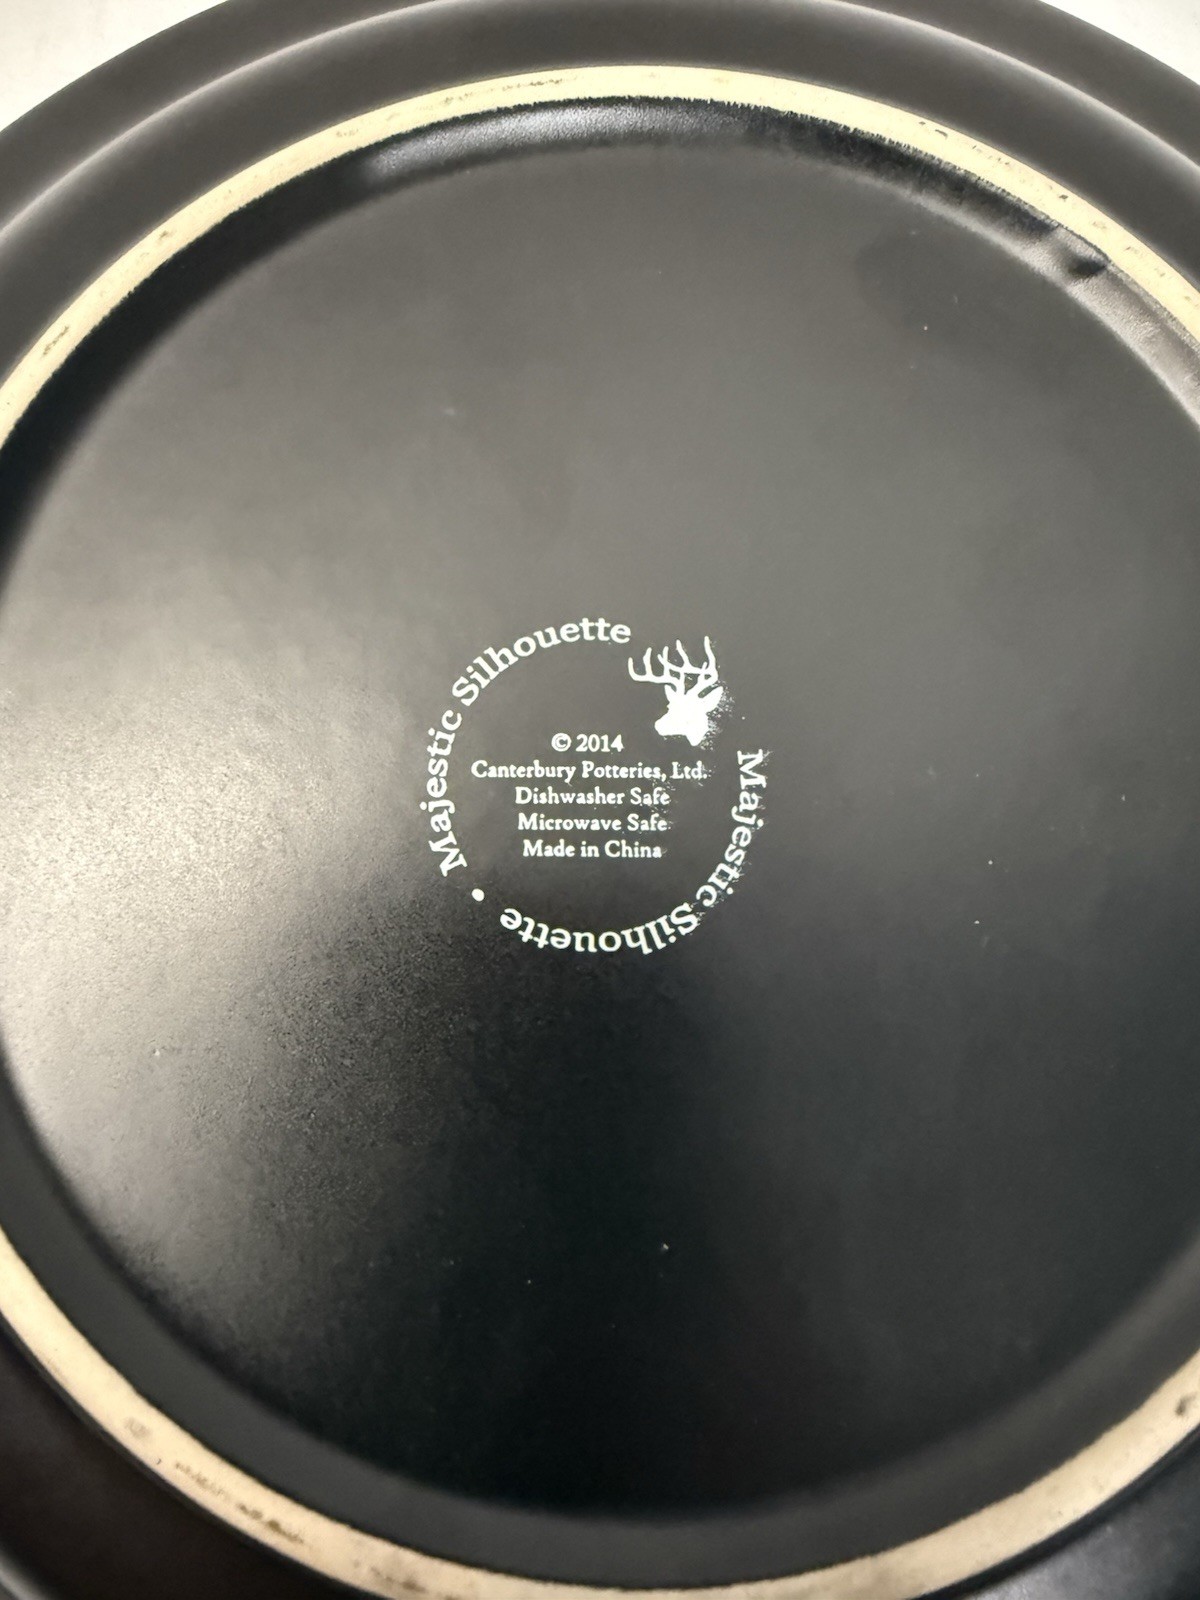 Majestic Silhouette
© 2014
Canterbury Potteries, Ltd.
Dishwasher Safe
Microwave Safe
Made in China
Majestic Silhouette •